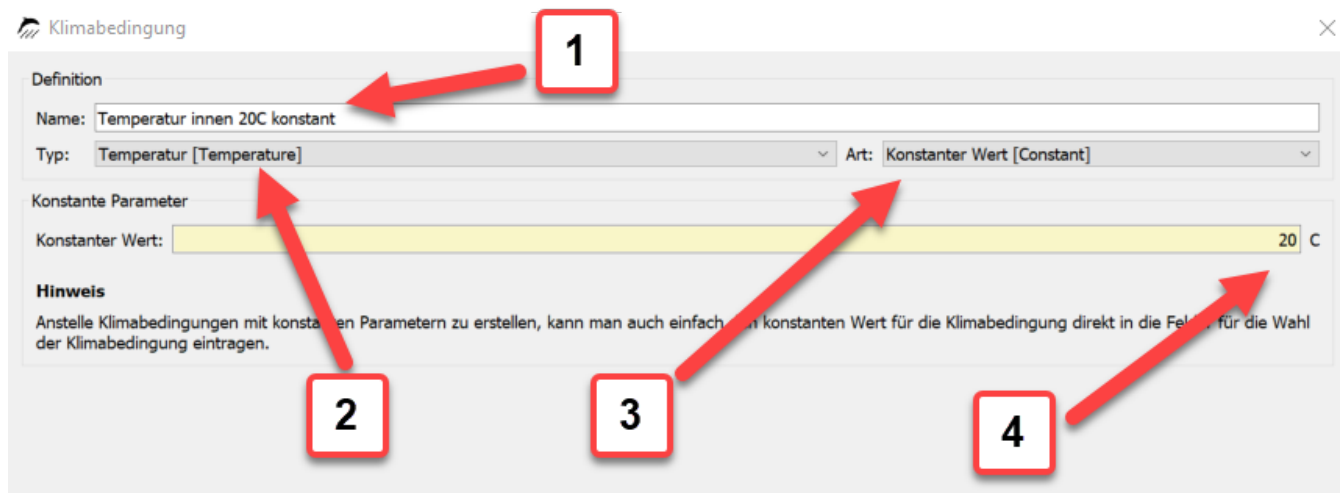 Klimabedingung
1
Definition
Name: Temperatur innen 20C konstant
Typ: Temperatur [Temperature] Art: Konstanter Wert [Constant]
Konstante Parameter
Konstanter Wert: 20 C
Hinweis
Anstelle Klimabedingungen mit konstanten Parametern zu erstellen, kann man auch einfach konstanten Wert für die Klimabedingung direkt in die Felder für die Wahl
der Klimabedingung eintragen.
2
3
4